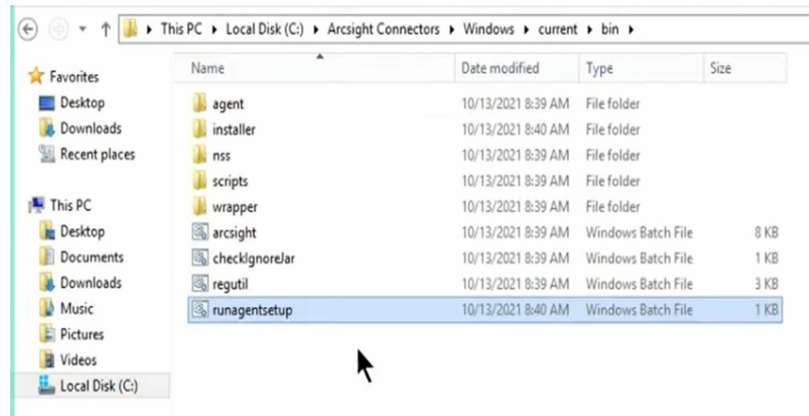 This PC ▸ Local Disk (C:) ▸ Arcsight Connectors ▸ Windows ▸ current ▸ bin ▸
Favorites
Desktop
Downloads
Recent places
This PC
Desktop
Documents
Downloads
Music
Pictures
Videos
Local Disk (C:)
Name Date modified Type Size
agent 10/13/2021 8:39 AM File folder
installer 10/13/2021 8:40 AM File folder
nss 10/13/2021 8:39 AM File folder
scripts 10/13/2021 8:39 AM File folder
wrapper 10/13/2021 8:39 AM File folder
arcsight 10/13/2021 8:39 AM Windows Batch File 8 KB
checkIgnoreJar 10/13/2021 8:39 AM Windows Batch File 1 KB
regutil 10/13/2021 8:39 AM Windows Batch File 3 KB
runagentsetup 10/13/2021 8:40 AM Windows Batch File 1 KB